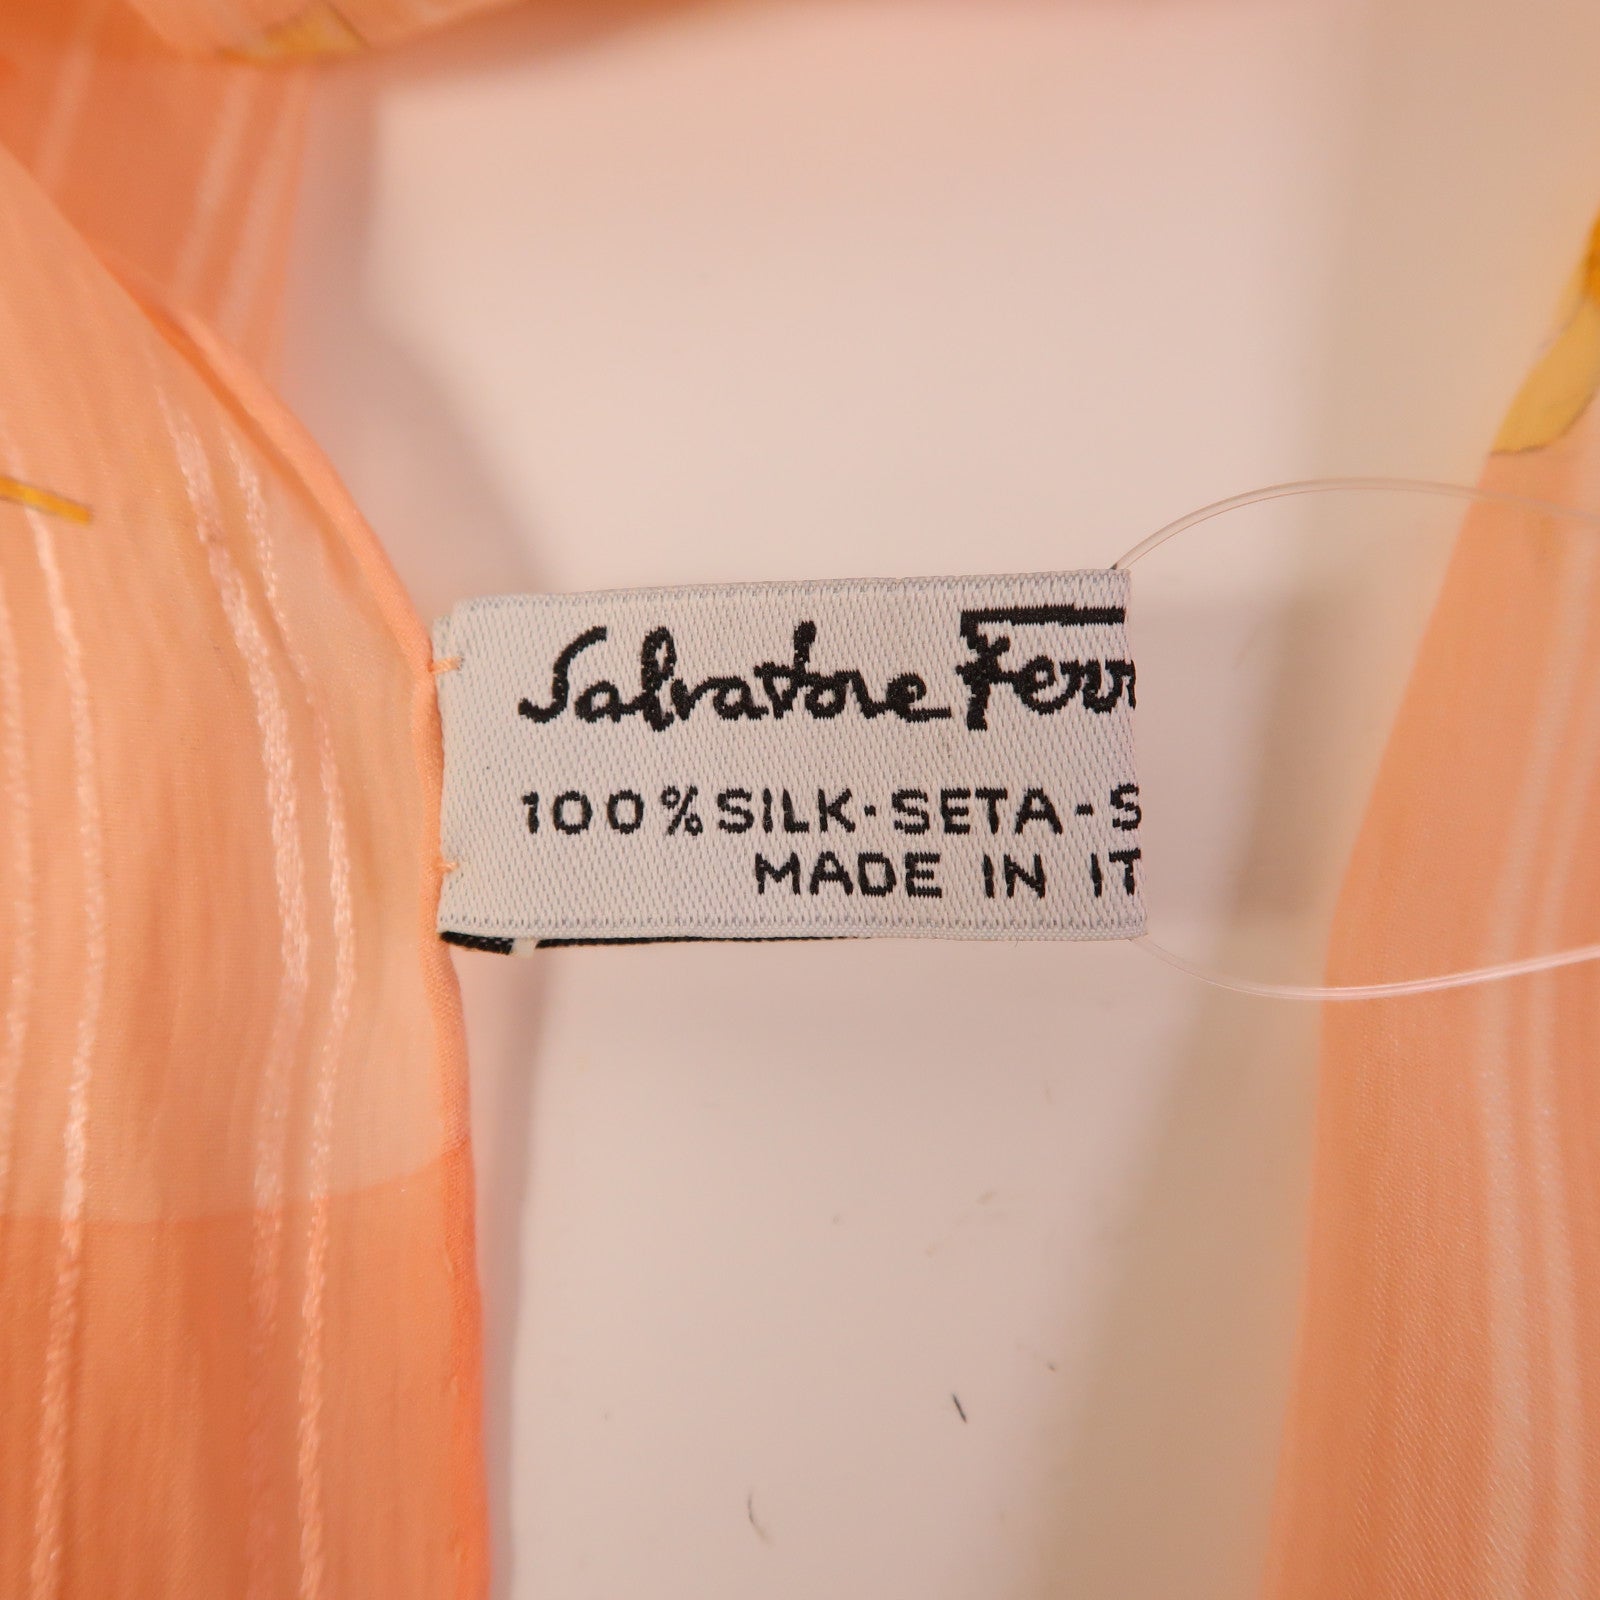 Salvatore Ferr
100% SILK·SETA-S
MADE IN IT